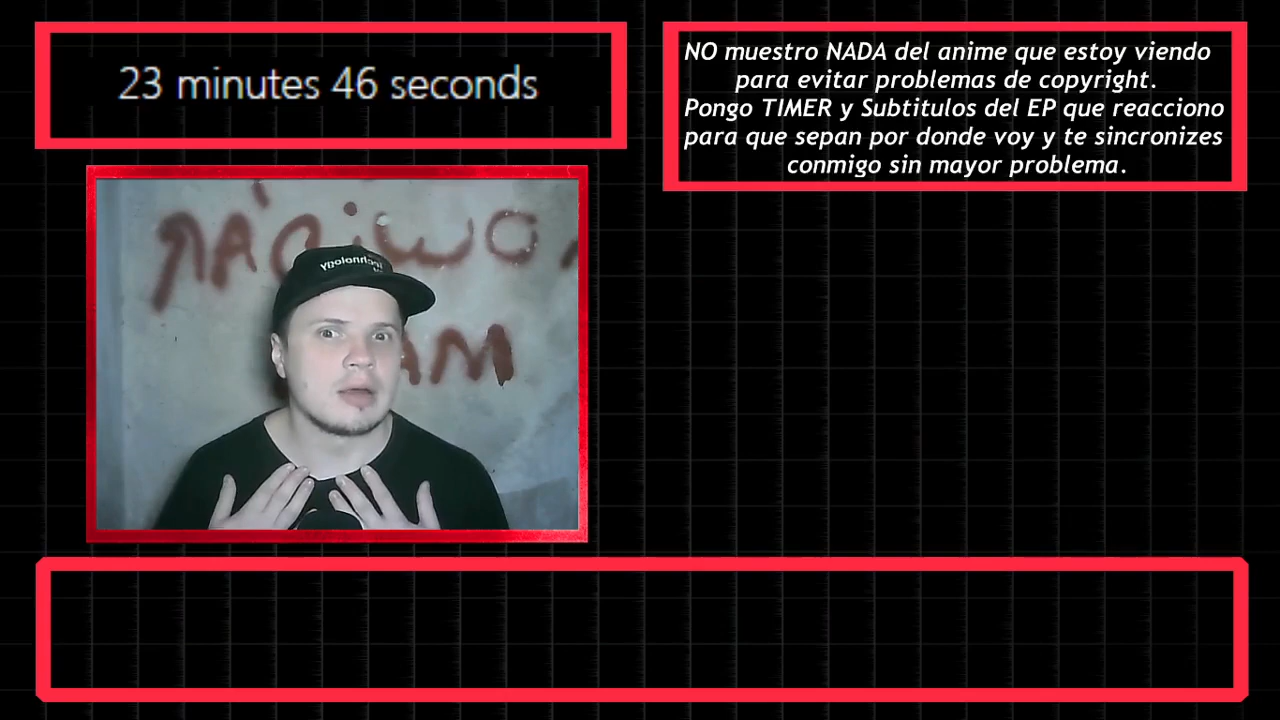 23 minutes 46 seconds
NO muestro NADA del anime que estoy viendo
para evitar problemas de copyright.
Pongo TIMER y Subtitulos del EP que reacciono
para que sepan por donde voy y te sincronizes
conmigo sin mayor problema.